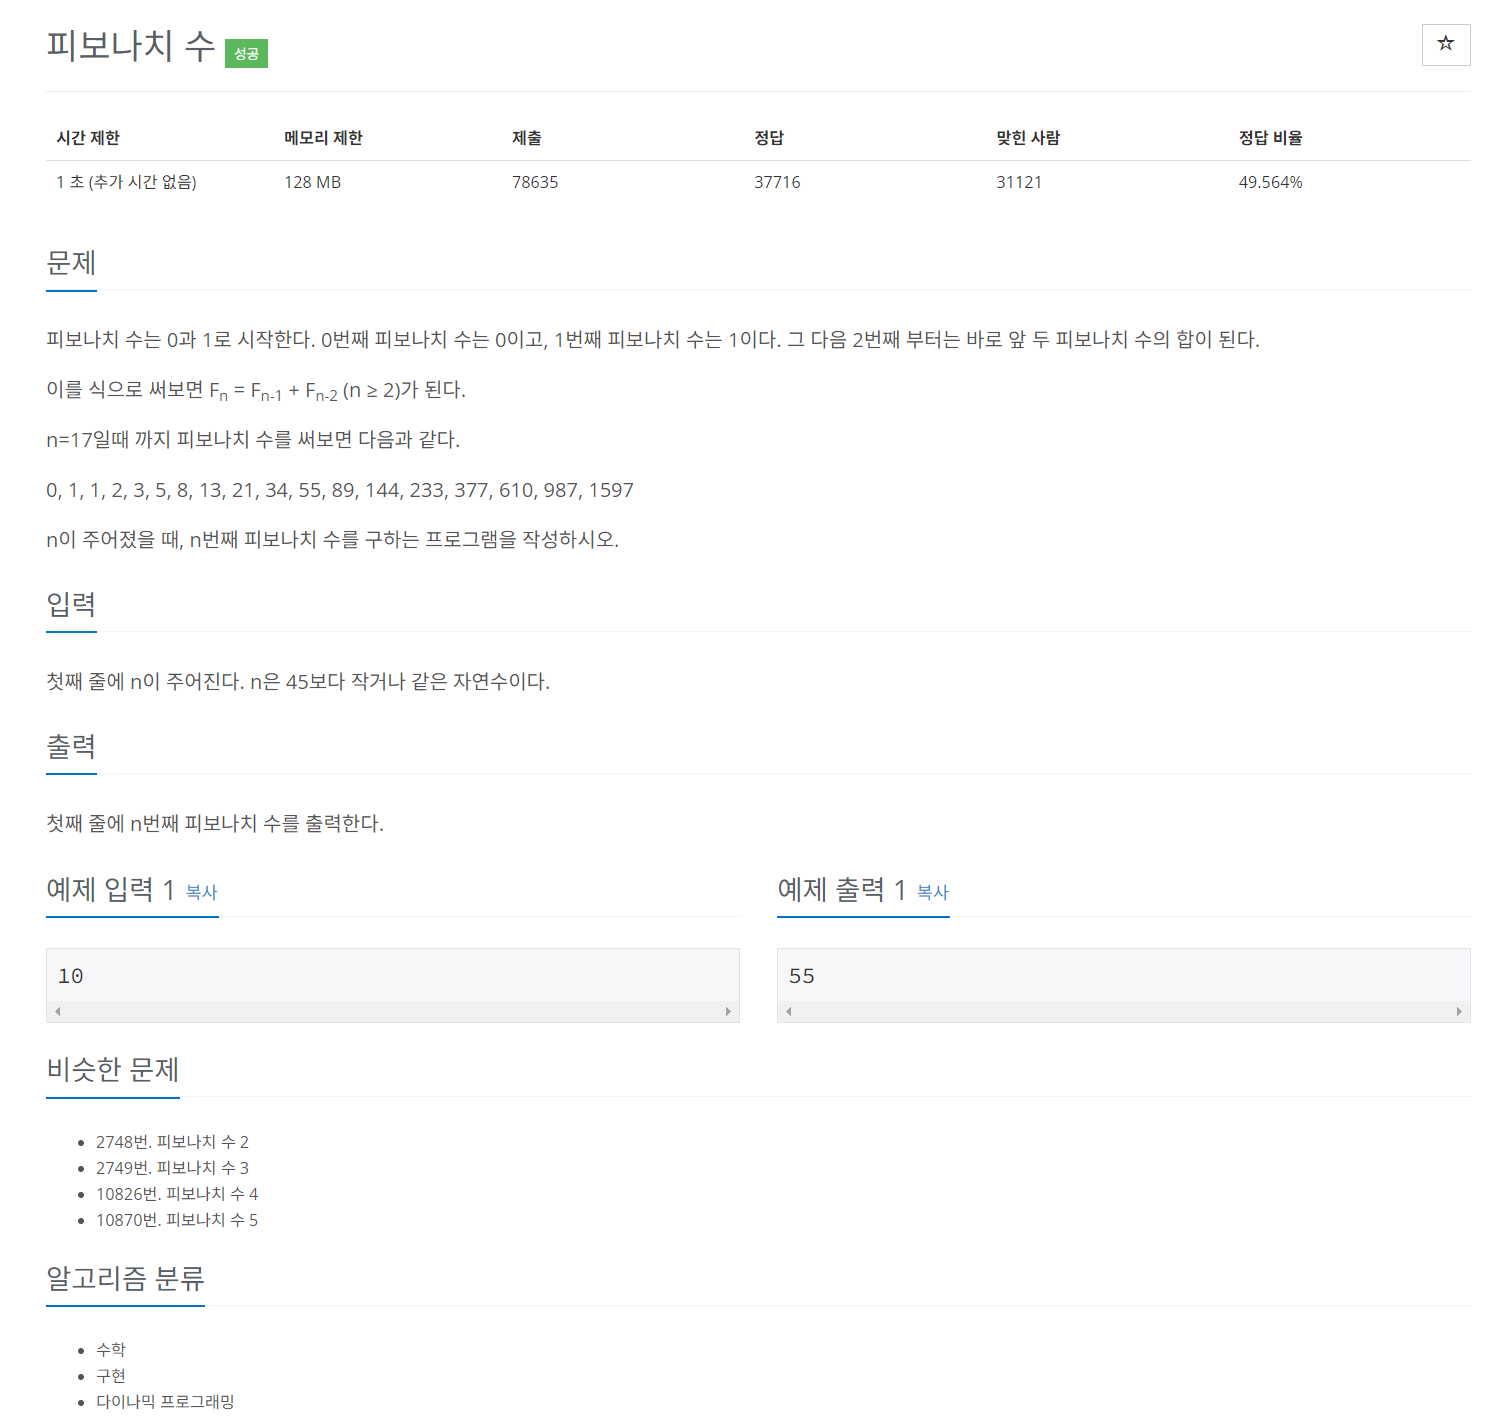 피보나치 수 성공
☆
시간 제한 메모리 제한 제출 정답 맞힌 사람 정답 비율
1 초 (추가 시간 없음) 128 MB 78635 37716 31121 49.564%
문제
피보나치 수는 0과 1로 시작한다. 0번째 피보나치 수는 0이고, 1번째 피보나치 수는 1이다. 그 다음 2번째 부터는 바로 앞 두 피보나치 수의 합이 된다.
이를 식으로 써보면 Fn = Fn-1 + Fn-2 (n ≥ 2)가 된다.
n=17일때 까지 피보나치 수를 써보면 다음과 같다.
0, 1, 1, 2, 3, 5, 8, 13, 21, 34, 55, 89, 144, 233, 377, 610, 987, 1597
n이 주어졌을 때, n번째 피보나치 수를 구하는 프로그램을 작성하시오.
입력
첫째 줄에 n이 주어진다. n은 45보다 작거나 같은 자연수이다.
출력
첫째 줄에 n번째 피보나치 수를 출력한다.
예제 입력 1 복사
10
예제 출력 1 복사
55
비슷한 문제
• 2748번. 피보나치 수 2
• 2749번. 피보나치 수 3
• 10826번. 피보나치 수 4
• 10870번. 피보나치 수 5
알고리즘 분류
• 수학
• 구현
• 다이나믹 프로그래밍